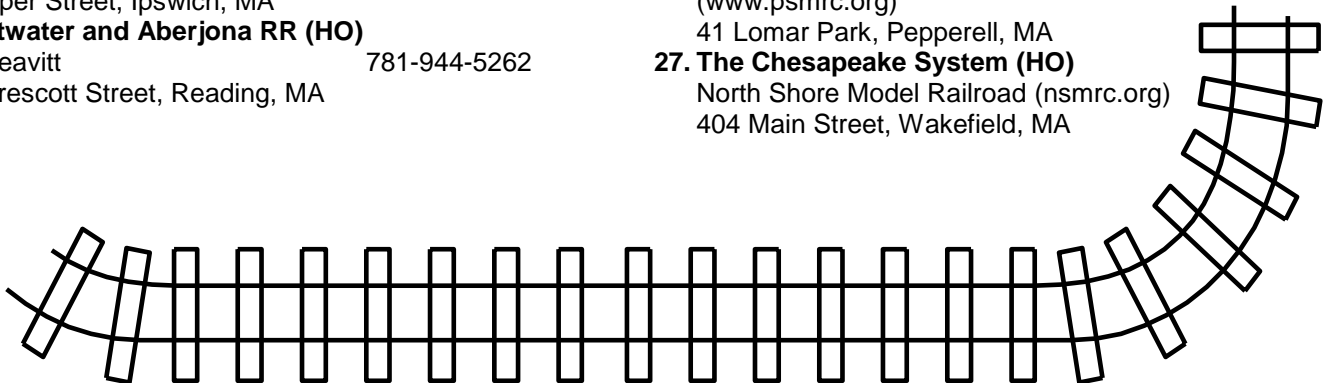 per Street, Ipswich, MA
twater and Aberjona RR (HO)
eavitt 781-944-5262
rescott Street, Reading, MA
(www.psmrc.org)
41 Lomar Park, Pepperell, MA
27. The Chesapeake System (HO)
North Shore Model Railroad (nsmrc.org)
404 Main Street, Wakefield, MA